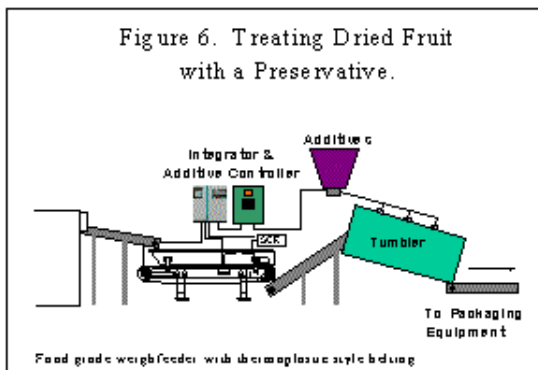 Figure 6. Treating Dried Fruit
with a Preservative.
Additives
Integrator &
Additive Controller
SCR
Tumbler
To Packaging
Equipment
Food grade weighfeeder with thermoplastic style belting